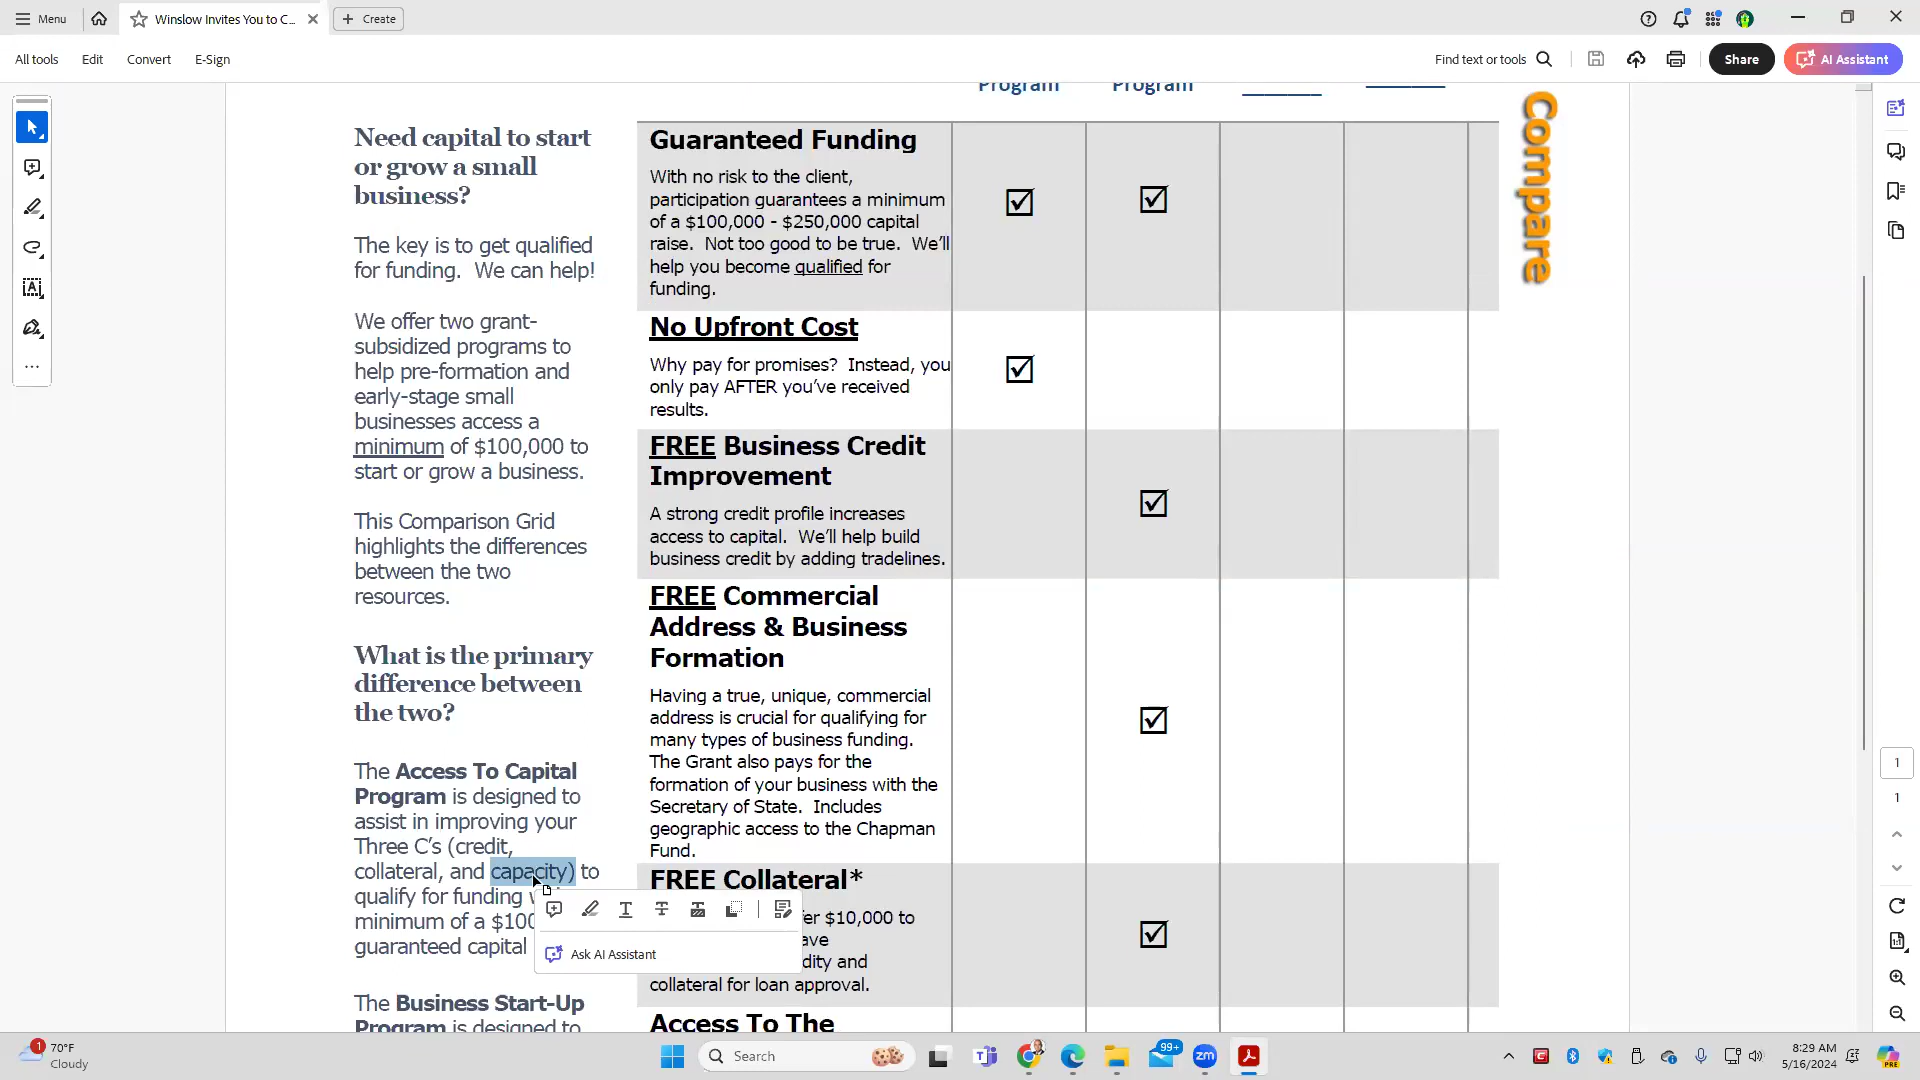 Menu
Winslow Invites You to C...
Create
All tools
Edit
Convert
E-Sign
Find text or tools
Share
AI Assistant
Program
Program
Compare
Need capital to start
or grow a small
business?
The key is to get qualified
for funding.  We can help!
We offer two grant-
subsidized programs to
help pre-formation and
early-stage small
businesses access a
minimum of $100,000 to
start or grow a business.
This Comparison Grid
highlights the differences
between the two
resources.
What is the primary
difference between
the two?
The Access To Capital
Program is designed to
assist in improving your
Three C's (credit,
collateral, and capacity) to
qualify for funding
minimum of a $100
guaranteed capital
The Business Start-Up
Program is designed to
Guaranteed Funding
With no risk to the client,
participation guarantees a minimum
of a $100,000 - $250,000 capital
raise.  Not too good to be true.  We'll
help you become qualified for
funding.
No Upfront Cost
Why pay for promises?  Instead, you
only pay AFTER you've received
results.
FREE Business Credit
Improvement
A strong credit profile increases
access to capital.  We'll help build
business credit by adding tradelines.
FREE Commercial
Address & Business
Formation
Having a true, unique, commercial
address is crucial for qualifying for
many types of business funding.
The Grant also pays for the
formation of your business with the
Secretary of State.  Includes
geographic access to the Chapman
Fund.
FREE Collateral*
$10,000 to
collateral for loan approval.
and
Access To The
Ask AI Assistant
1
1
1
70°F
Cloudy
Search
99+
zm
8:29 AM
5/16/2024
PRE